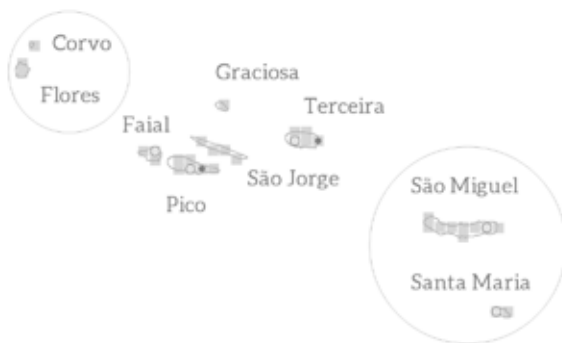 Corvo
Flores
Graciosa
Terceira
Faial
São Jorge
Pico
São Miguel
Santa Maria